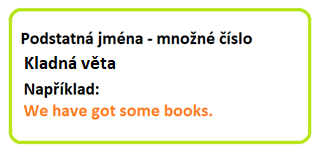 Podstatná jména - množné číslo
Kladná věta
Například:
We have got some books.